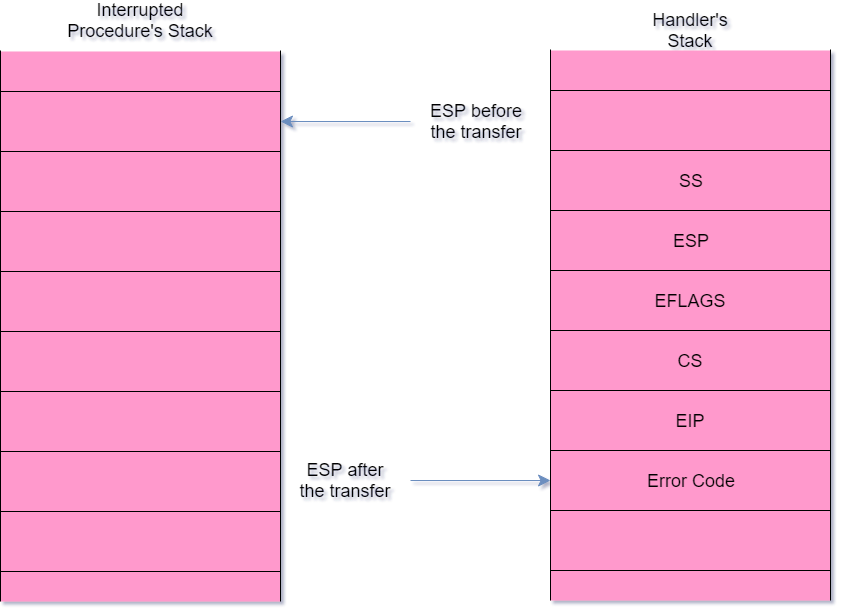 Interrupted
Procedure's Stack
Handler's
Stack
ESP before
the transfer
SS
ESP
EFLAGS
CS
EIP
ESP after
the transfer
Error Code